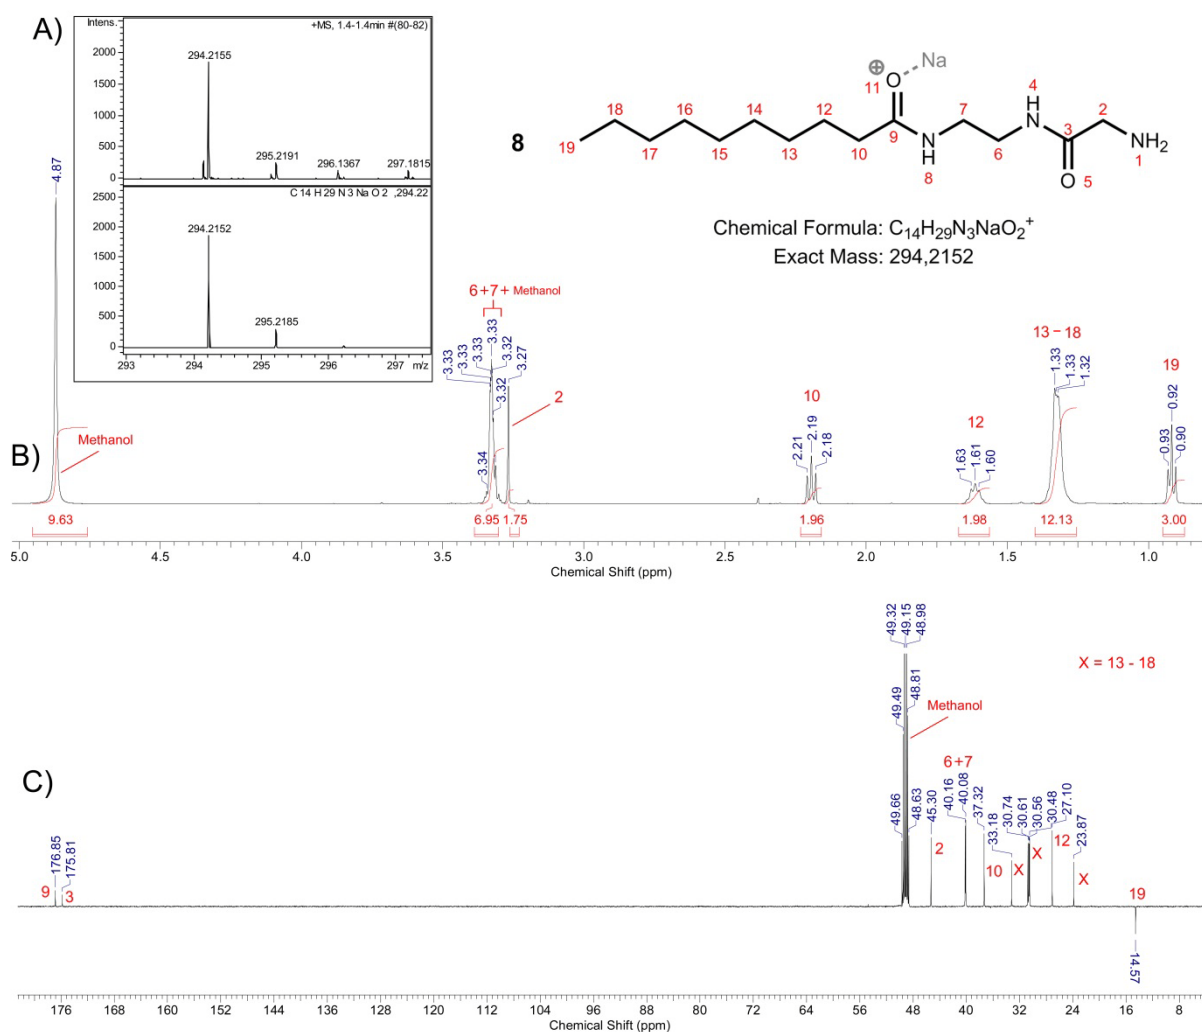 A)
Intens.
+MS, 1.4-1.4min #(80-82)
2000
1500
1000
500
0
294.2155
295.2191
296.1367
297.1815
C 14 H 29 N 3 Na O 2 ,294.22
2500
2000
1500
1000
500
0
294.2152
295.2185
293 294 295 296 297 m/z
8
⊕
Na
11 O
4
H
N
18 16 14 12 7 2
19 17 15 13 10 9 N H 8 6 3 NH2 1
O 5
Chemical Formula: C14H29N3NaO2+
Exact Mass: 294,2152
B)
4.87
Methanol
6+7+ Methanol
3.34
3.33
3.33
3.33
3.33
3.32
3.32
3.27
2
10
2.21
2.19
2.18
12
1.63
1.61
1.60
13 – 18
1.33
1.33
1.32
19
0.93
0.92
0.90
9.63 6.95 1.75 1.96 1.98 12.13 3.00
5.0 4.5 4.0 3.5 3.0 2.5 2.0 1.5 1.0
Chemical Shift (ppm)
C)
X = 13 - 18
9
176.85
175.81
3
49.66
49.49
49.32
49.15
48.98
48.81
48.63
Methanol
45.30
2
6+7
40.16
40.08
37.32
10
33.18
X
30.74
30.61
30.56
30.48
X
27.10
12
23.87
X
19
14.57
176 168 160 152 144 136 128 120 112 104 96 88 80 72 64 56 48 40 32 24 16 8
Chemical Shift (ppm)